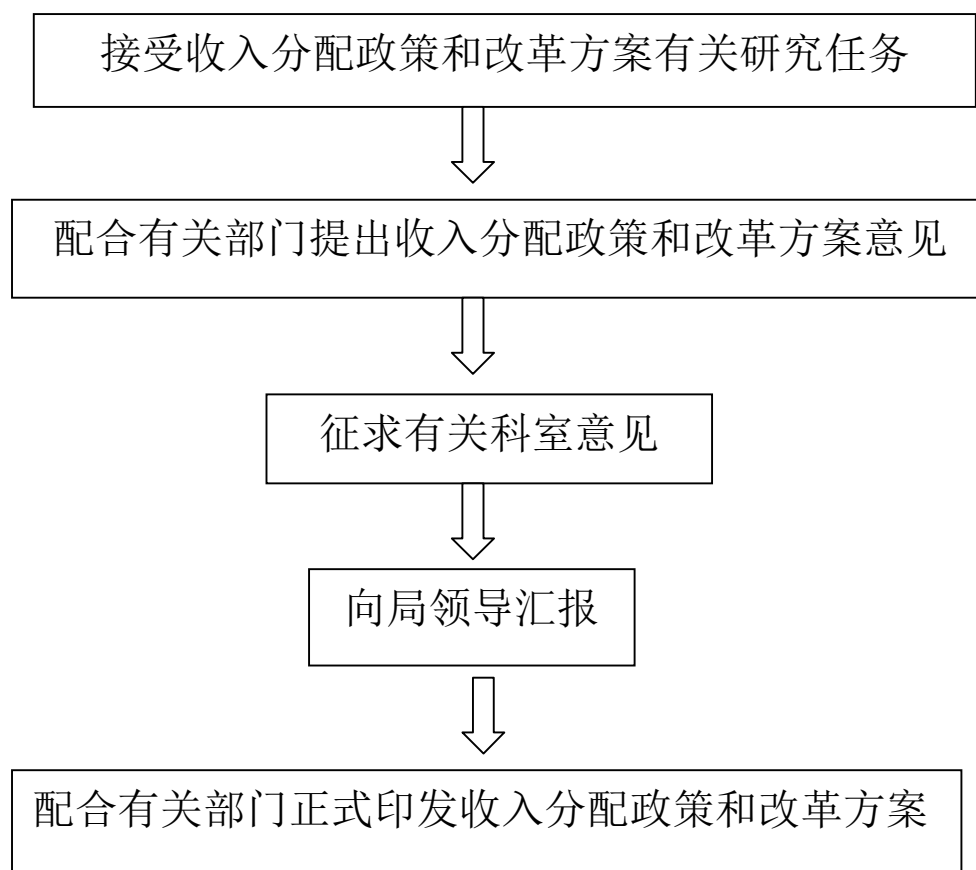 接受收入分配政策和改革方案有关研究任务
配合有关部门提出收入分配政策和改革方案意见
征求有关科室意见
向局领导汇报
配合有关部门正式印发收入分配政策和改革方案